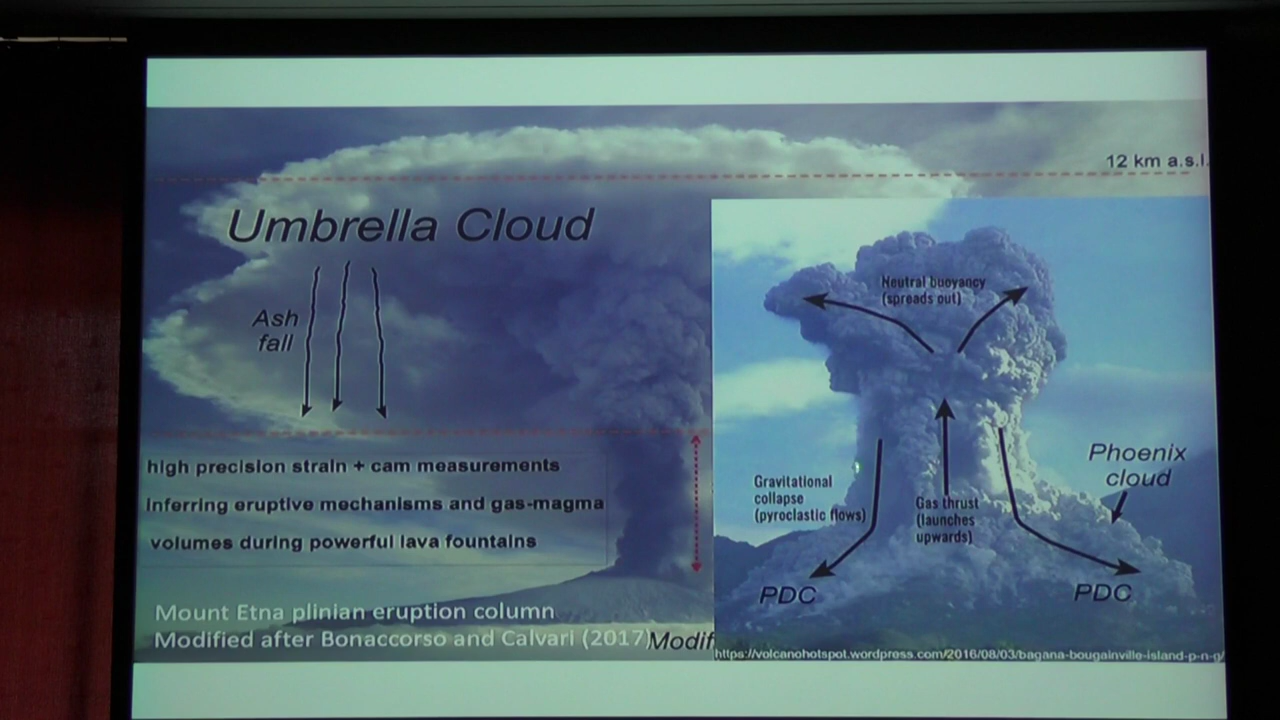 12 km a.s.l.
Umbrella Cloud
Ash
fall
high precision strain + cam measurements
Inferring eruptive mechanisms and gas-magma
volumes during powerful lava fountains
Mount Etna plinian eruption column
Modified after Bonaccorso and Calvari (2017)
Modif
Neutral buoyancy
(spreads out)
Phoenix
cloud
Gravitational
collapse
(pyroclastic flows)
Gas thrust
(launches
upwards)
PDC
PDC
https://volcanohotspot.wordpress.com/2016/08/03/bagana-bougainville-island-p-n-g/